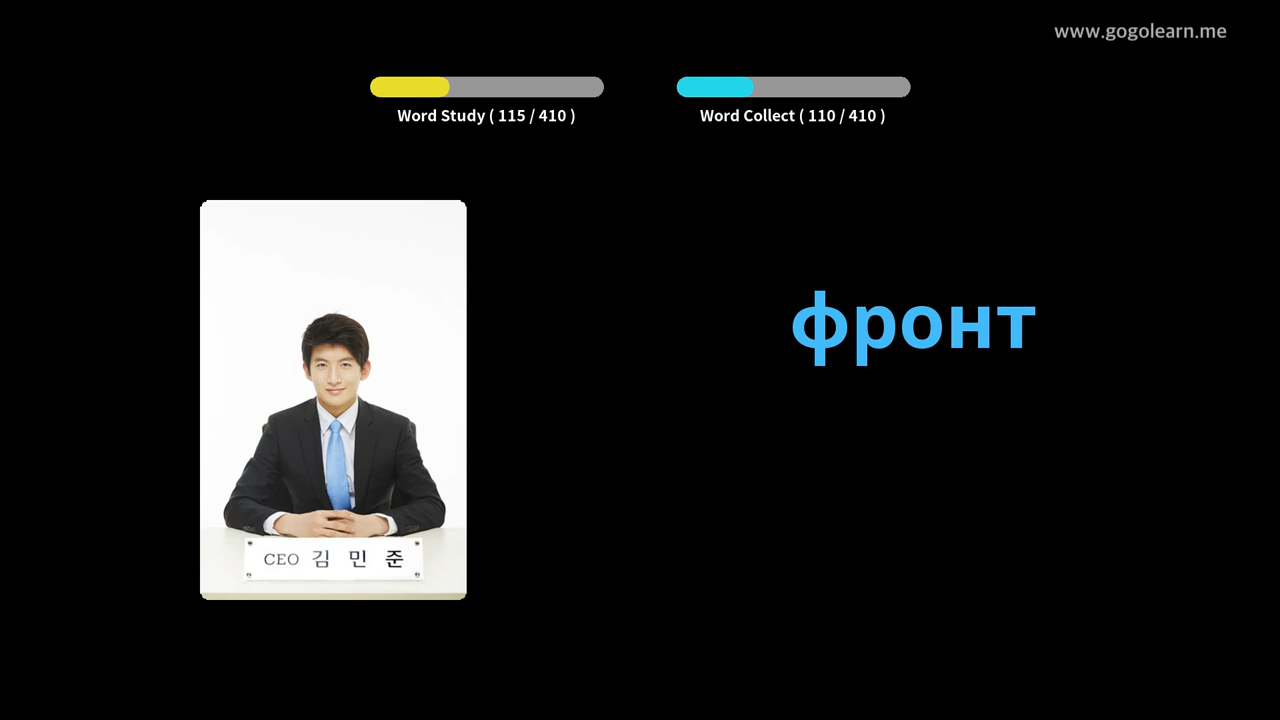 www.gogolearn.me
Word Study ( 115 / 410 )
Word Collect ( 110 / 410 )
фронт
CEO 김 민 준